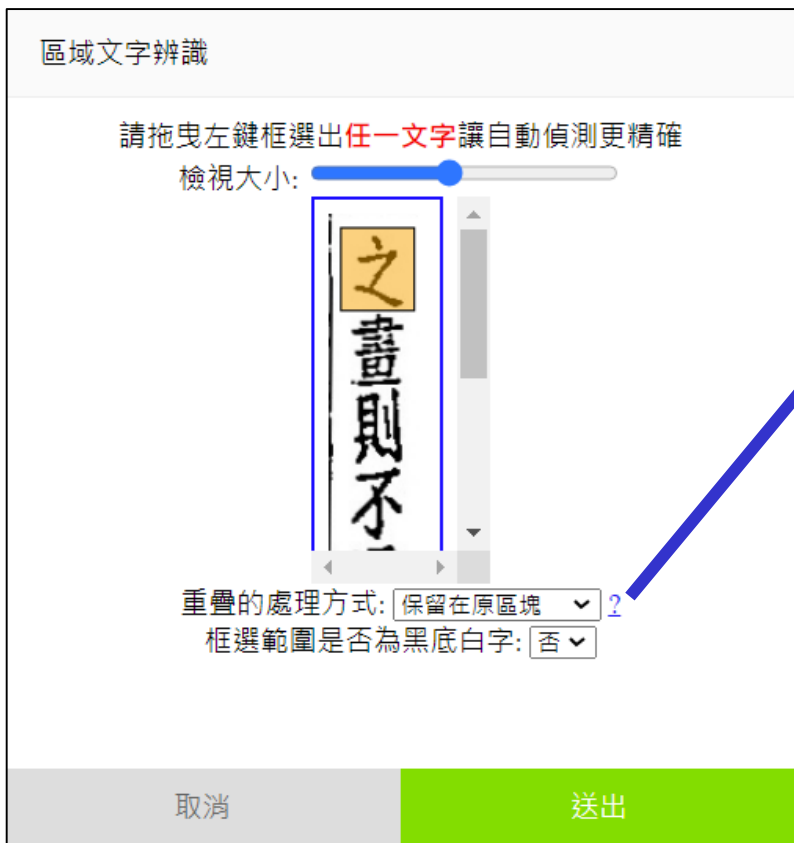 區域文字辨識
請拖曳左鍵框選出任一文字讓自動偵測更精確
檢視大小:
之畫則不
重疊的處理方式: 保留在原區塊 ?
框選範圍是否為黑底白字: 否
取消 送出